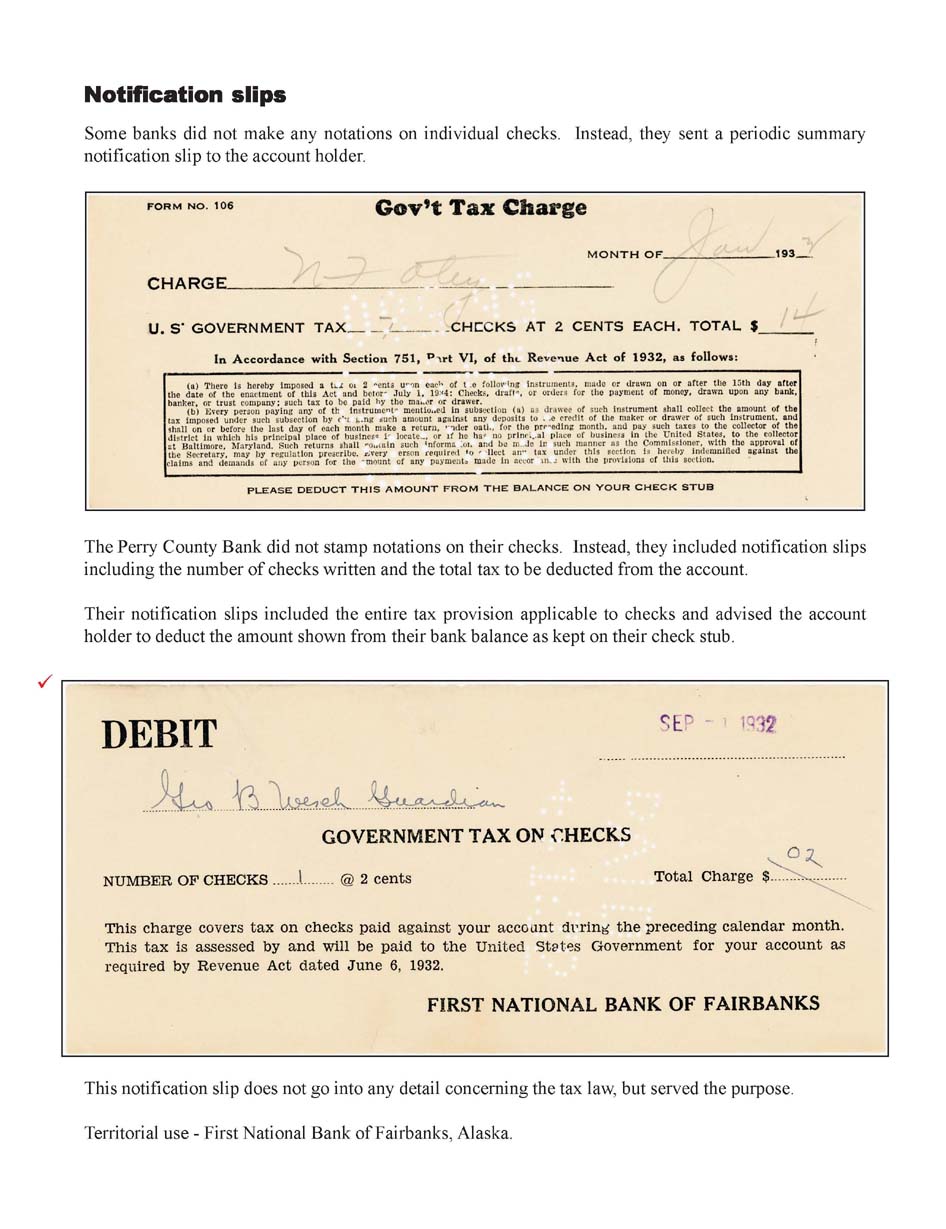 Notification slips
Some banks did not make any notations on individual checks. Instead, they sent a periodic summary
notification slip to the account holder.
FORM NO. 106
Gov't Tax Charge
MONTH OF Jan 193
CHARGE
U. S. GOVERNMENT TAX 7 CHECKS AT 2 CENTS EACH. TOTAL $ 14
In Accordance with Section 751, Part VI, of the Revenue Act of 1932, as follows:
(a) There is hereby imposed a tax of 2 cents upon each of the following instruments, made or drawn on or after the 15th day after
the date of the enactment of this Act and before July 1, 1934: Checks, drafts, or orders for the payment of money, drawn upon any bank,
banker, or trust company; such tax to be paid by the maker or drawer.
(b) Every person paying any of the instruments mentioned in subsection (a) as drawee of such instrument shall collect the amount of the
tax imposed under such subsection by charging such amount against any deposits to the credit of the maker or drawer of such instrument, and
shall on or before the last day of each month make a return, under oath, for the preceding month, and pay such taxes to the collector of the
district in which his principal place of business is located, or if he has no principal place of business in the United States, to the collector
at Baltimore, Maryland. Such returns shall contain such information, and be made in such manner as the Commissioner, with the approval of
the Secretary, may by regulation prescribe. Every person required to collect any tax under this section is hereby indemnified against the
claims and demands of any person for the amount of any payments made in accordance with the provisions of this section.
PLEASE DEDUCT THIS AMOUNT FROM THE BALANCE ON YOUR CHECK STUB
The Perry County Bank did not stamp notations on their checks. Instead, they included notification slips
including the number of checks written and the total tax to be deducted from the account.
Their notification slips included the entire tax provision applicable to checks and advised the account
holder to deduct the amount shown from their bank balance as kept on their check stub.
DEBIT
SEP - 1 1932
Geo B Wesch Guardian
GOVERNMENT TAX ON CHECKS
NUMBER OF CHECKS 1 @ 2 cents
Total Charge $ 02
This charge covers tax on checks paid against your account during the preceding calendar month.
This tax is assessed by and will be paid to the United States Government for your account as
required by Revenue Act dated June 6, 1932.
FIRST NATIONAL BANK OF FAIRBANKS
This notification slip does not go into any detail concerning the tax law, but served the purpose.
Territorial use - First National Bank of Fairbanks, Alaska.